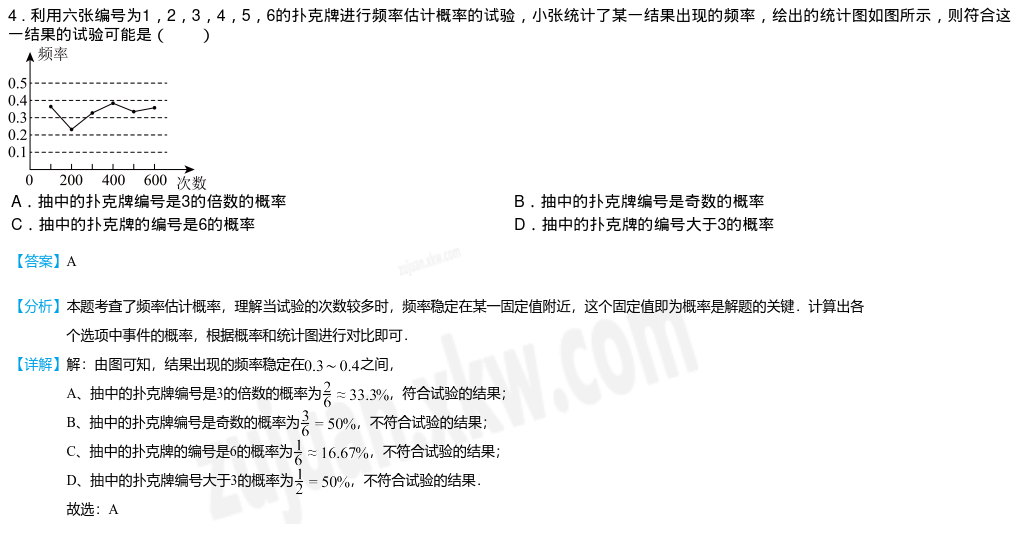 4．利用六张编号为1，2，3，4，5，6的扑克牌进行频率估计概率的试验，小张统计了某一结果出现的频率，绘出的统计图如图所示，则符合这
一结果的试验可能是（　　）
频率
0.5
0.4
0.3
0.2
0.1
0 200 400 600 次数
A．抽中的扑克牌编号是3的倍数的概率 B．抽中的扑克牌编号是奇数的概率
C．抽中的扑克牌的编号是6的概率 D．抽中的扑克牌的编号大于3的概率
zujuan.xkw.com
【答案】A
【分析】本题考查了频率估计概率，理解当试验的次数较多时，频率稳定在某一固定值附近，这个固定值即为概率是解题的关键．计算出各
个选项中事件的概率，根据概率和统计图进行对比即可．
【详解】解：由图可知，结果出现的频率稳定在0.3～0.4之间，
A、抽中的扑克牌编号是3的倍数的概率为2/6≈33.3%，符合试验的结果；
B、抽中的扑克牌编号是奇数的概率为3/6=50%，不符合试验的结果；
C、抽中的扑克牌的编号是6的概率为1/6≈16.67%，不符合试验的结果；
D、抽中的扑克牌编号大于3的概率为1/2=50%，不符合试验的结果．
故选：A
zujuan.xkw.com